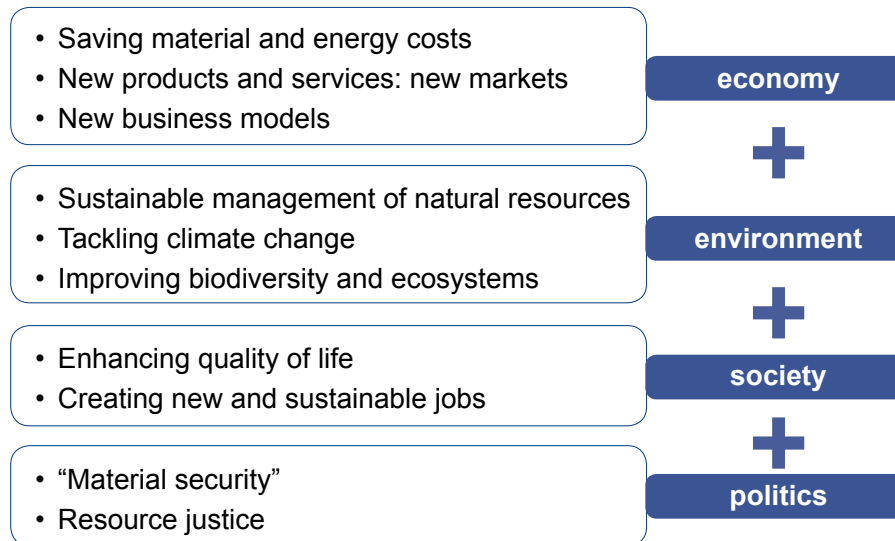 • Saving material and energy costs
• New products and services: new markets
• New business models
economy
• Sustainable management of natural resources
• Tackling climate change
• Improving biodiversity and ecosystems
environment
• Enhancing quality of life
• Creating new and sustainable jobs
society
• “Material security”
• Resource justice
politics